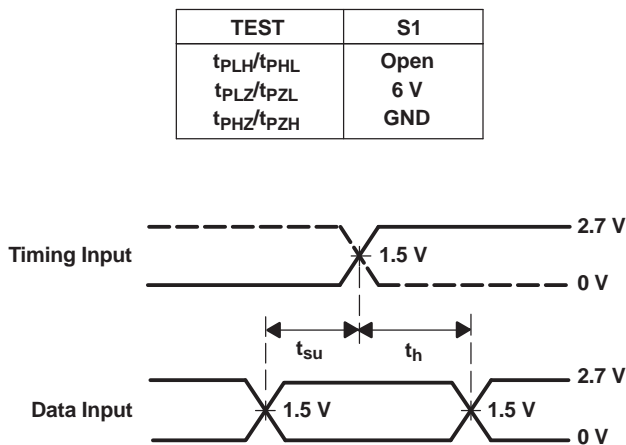 TEST S1
tPLH/tPHL Open
tPLZ/tPZL 6 V
tPHZ/tPZH GND
2.7 V
Timing Input 1.5 V
0 V
tsu th
2.7 V
Data Input 1.5 V 1.5 V
0 V